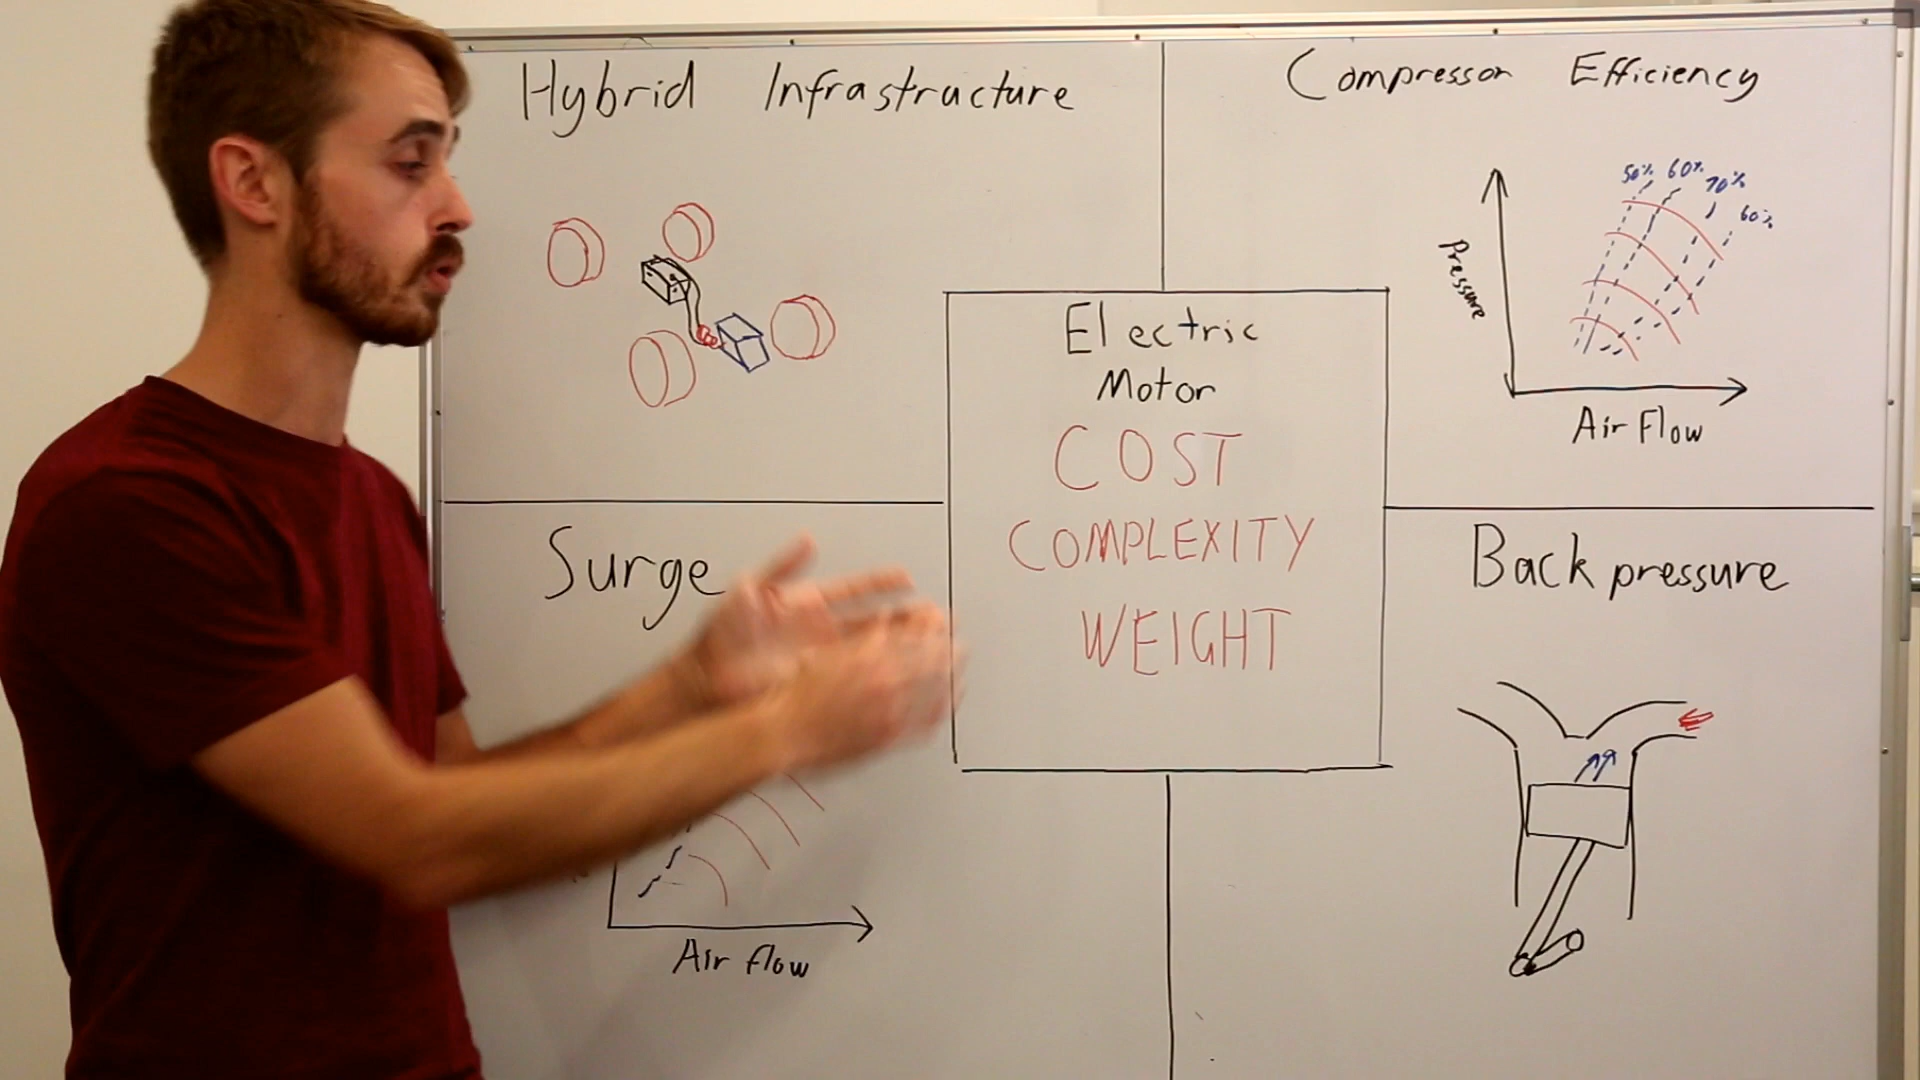 Hybrid Infrastructure
Compressor Efficiency
50% 60% 70% 60%
Pressure
Air Flow
Electric
Motor
COST
COMPLEXITY
WEIGHT
Surge
Air flow
Back pressure